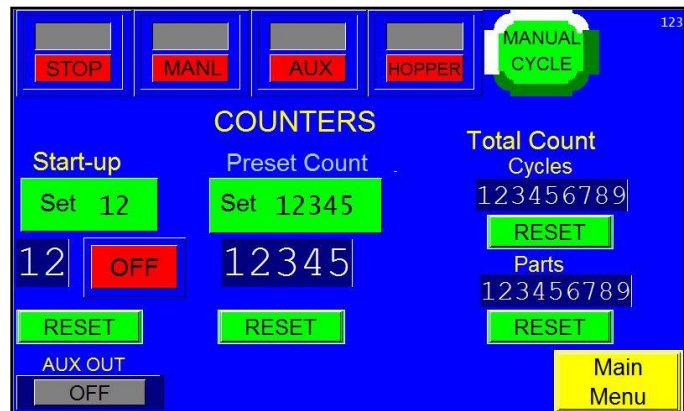 STOP
MANL
AUX
HOPPER
MANUAL
CYCLE
123
COUNTERS
Start-up
Set 12
12
OFF
RESET
Preset Count
Set 12345
12345
RESET
Total Count
Cycles
123456789
RESET
Parts
123456789
RESET
AUX OUT
OFF
Main
Menu